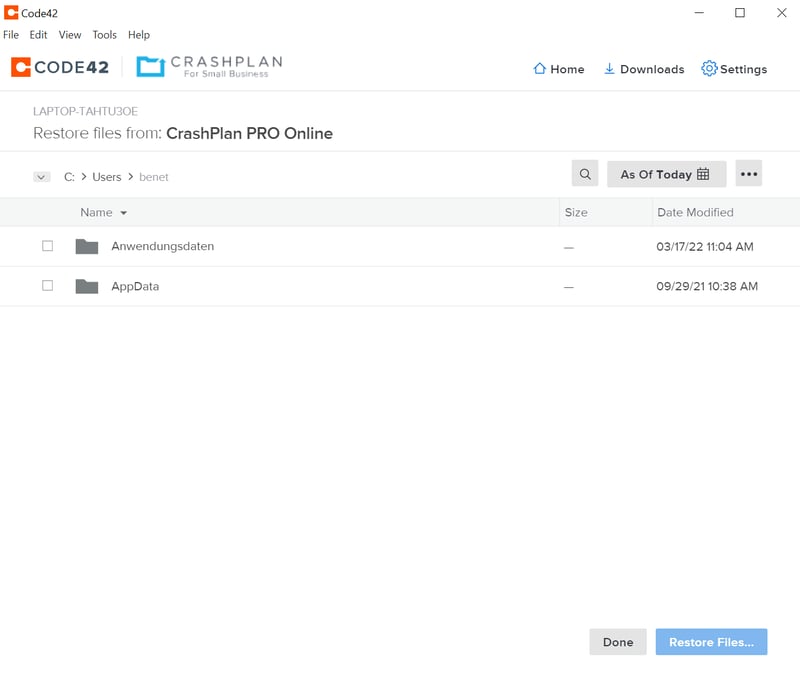 Code42
File Edit View Tools Help
CODE42 CRASHPLAN For Small Business Home Downloads Settings
LAPTOP-TAHTU3OE
Restore files from: CrashPlan PRO Online
C: > Users > benet As Of Today •••
Name Size Date Modified
Anwendungsdaten — 03/17/22 11:04 AM
AppData — 09/29/21 10:38 AM
Done Restore Files...